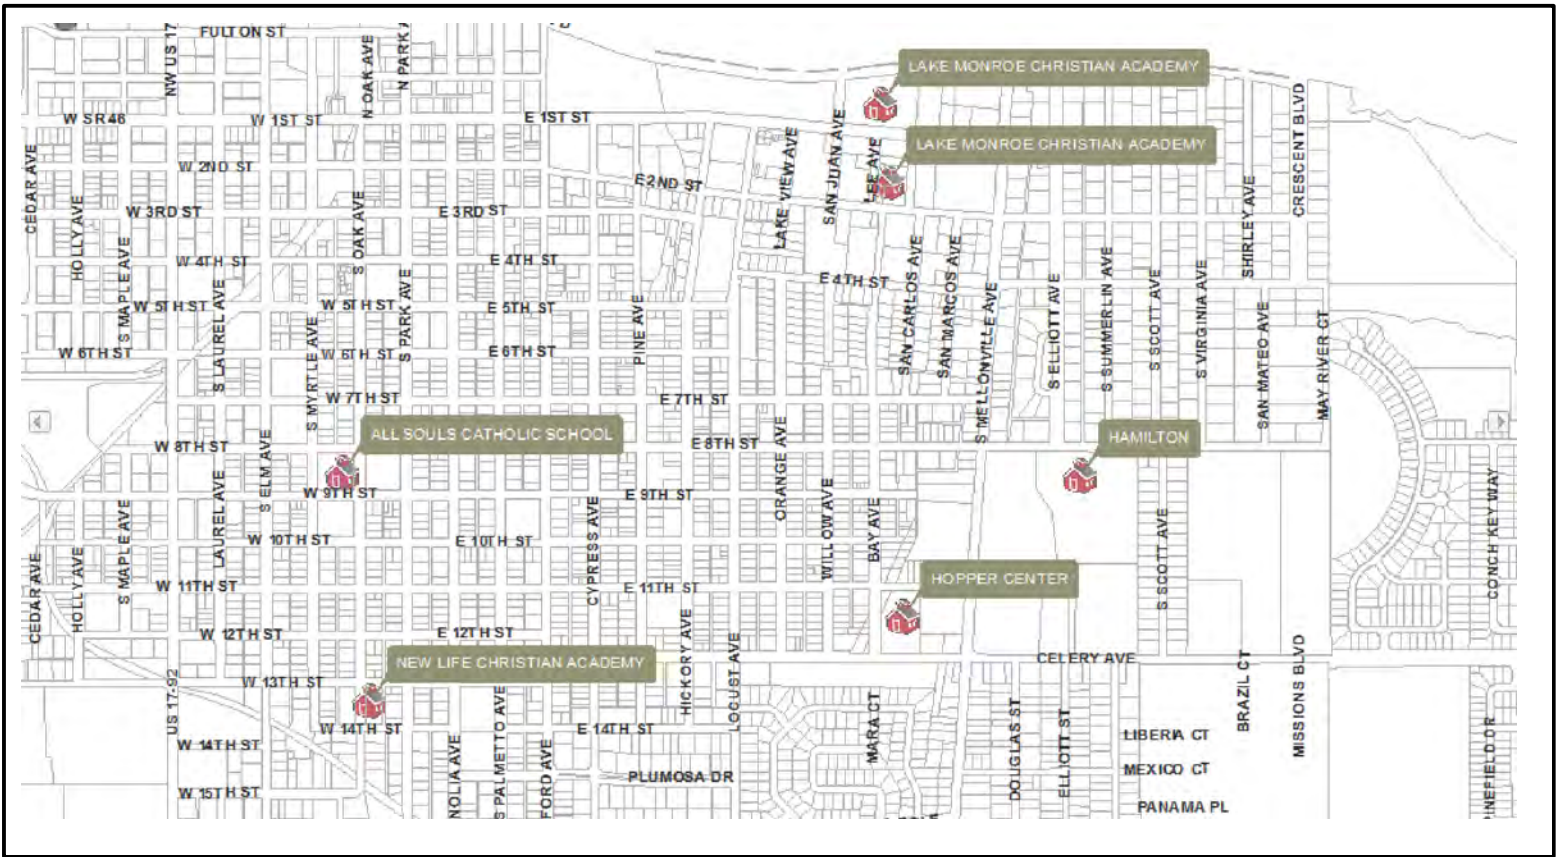 FULTON ST
NW US 17
N OAK AVE
N PARK A
LAKE MONROE CHRISTIAN ACADEMY
W SR 46
W 1ST ST
E 1ST ST
CRESCENT BLVD
LAKE MONROE CHRISTIAN ACADEMY
CEDAR AVE
W 2ND ST
E 2ND ST
LAKE VIEW AVE
SAN JUAN AVE
LEE AVE
HOLLY AVE
W 3RD ST
S OAK AVE
E 3RD ST
SHIRLEY AVE
S MAPLE AVE
W 4TH ST
E 4TH ST
E 4TH ST
SAN CARLOS AVE
SAN MARCOS AVE
S MELLONVILLE AVE
S ELLIOTT AVE
S SUMMERLIN AVE
S SCOTT AVE
S VIRGINIA AVE
SAN MATEO AVE
MAY RIVER CT
W 5TH ST
S LAUREL AVE
W 5TH ST
S PARK AVE
E 5TH ST
PINE AVE
W 6TH ST
S MYRTLE AVE
W 6TH ST
E 6TH ST
W 7TH ST
E 7TH ST
ALL SOULS CATHOLIC SCHOOL
HAMILTON
W 8TH ST
S ELM AVE
E 8TH ST
ORANGE AVE
LAUREL AVE
W 9TH ST
E 9TH ST
CYPRESS AVE
WILLOW AVE
BAY AVE
S SCOTT AVE
CONCH KEY WAY
S MAPLE AVE
W 10TH ST
E 10TH ST
CEDAR AVE
HOLLY AVE
W 11TH ST
E 11TH ST
HOPPER CENTER
W 12TH ST
E 12TH ST
HICKORY AVE
LOCUST AVE
NEW LIFE CHRISTIAN ACADEMY
CELERY AVE
BRAZIL CT
MISSIONS BLVD
US 17-92
W 13TH ST
S PALMETTO AVE
MARA CT
DOUGLAS ST
ELLIOTT ST
W 14TH ST
W 14TH ST
E 14TH ST
LIBERIA CT
NOLIA AVE
FORD AVE
PLUMOSA DR
MEXICO CT
INEFIELD DR
W 15TH ST
PANAMA PL